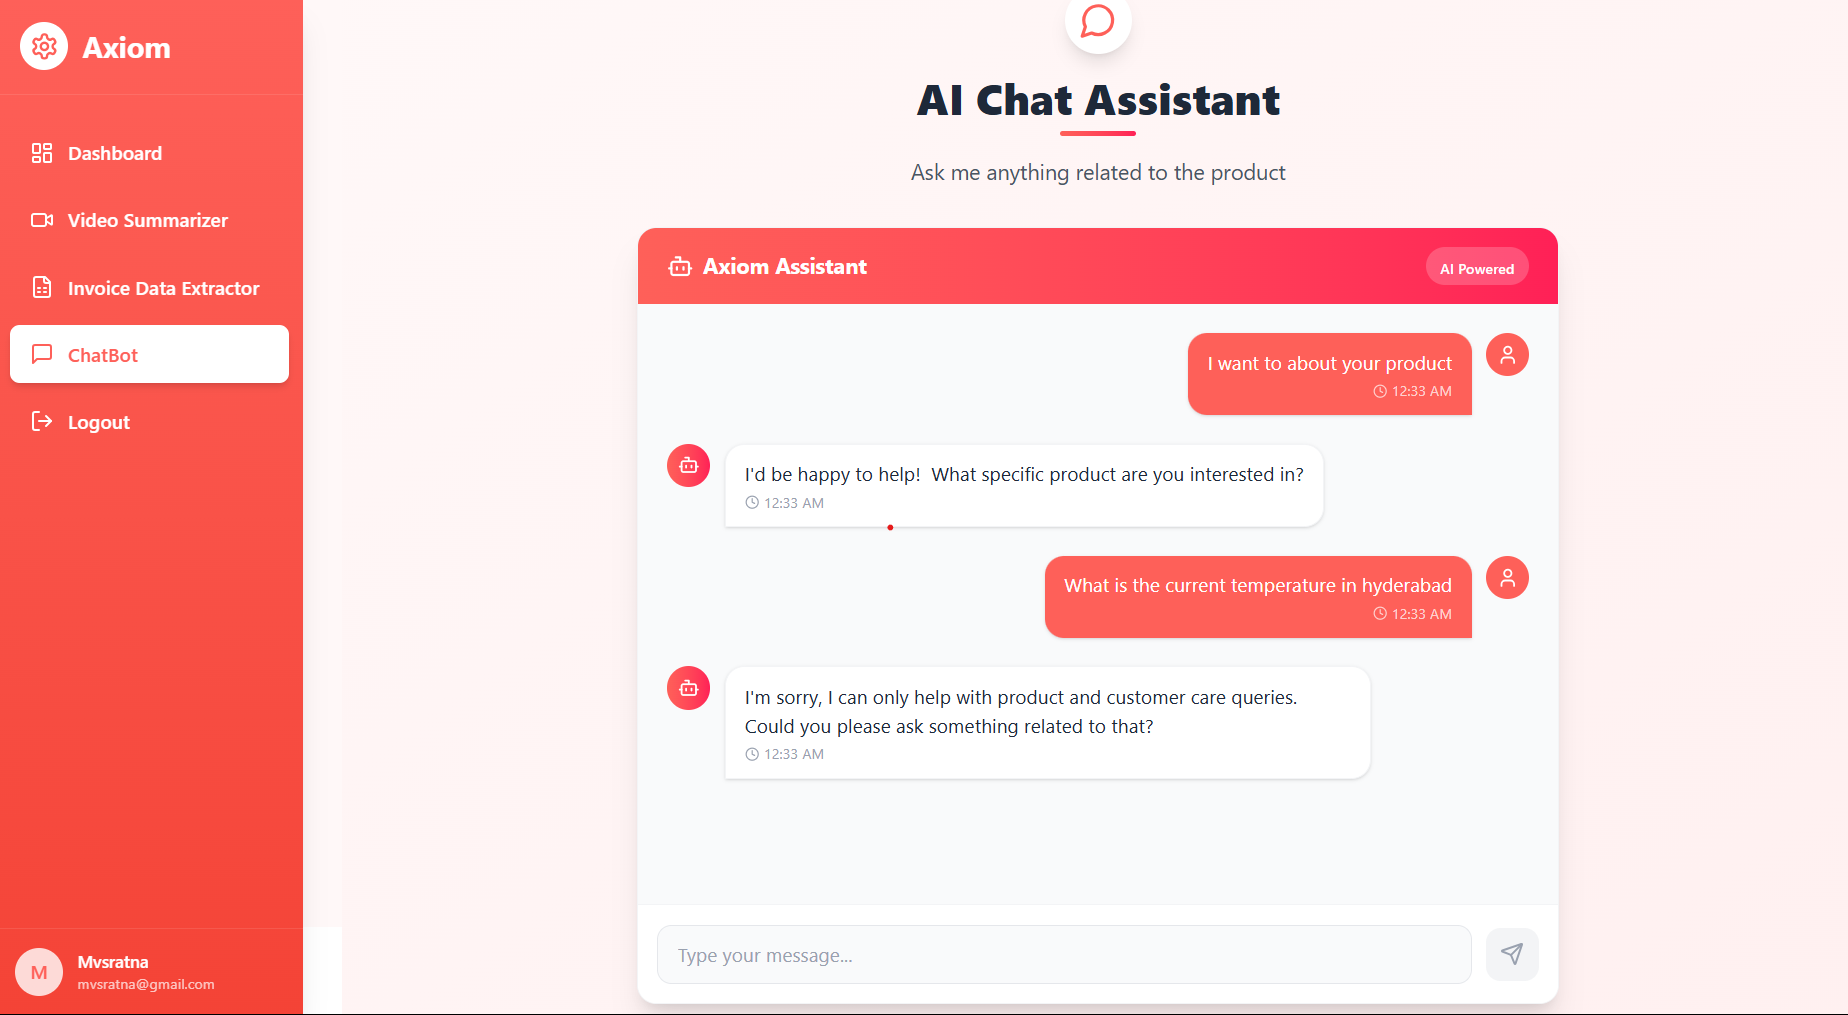 Axiom
Dashboard
Video Summarizer
Invoice Data Extractor
ChatBot
Logout
M
Mvsratna
mvsratna@gmail.com
AI Chat Assistant
Ask me anything related to the product
Axiom Assistant
AI Powered
I want to about your product
12:33 AM
I'd be happy to help!  What specific product are you interested in?
12:33 AM
What is the current temperature in hyderabad
12:33 AM
I'm sorry, I can only help with product and customer care queries.
Could you please ask something related to that?
12:33 AM
Type your message...